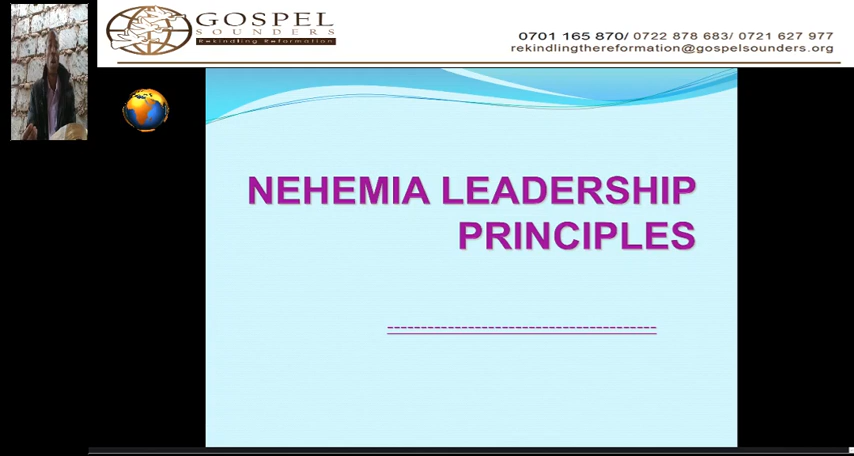 GOSPEL
SOUNDERS
Rekindling Reformation
0701 165 870/ 0722 878 683/ 0721 627 977
rekindlingthereformation@gospelsounders.org
NEHEMIA LEADERSHIP
PRINCIPLES
----------------------------------------